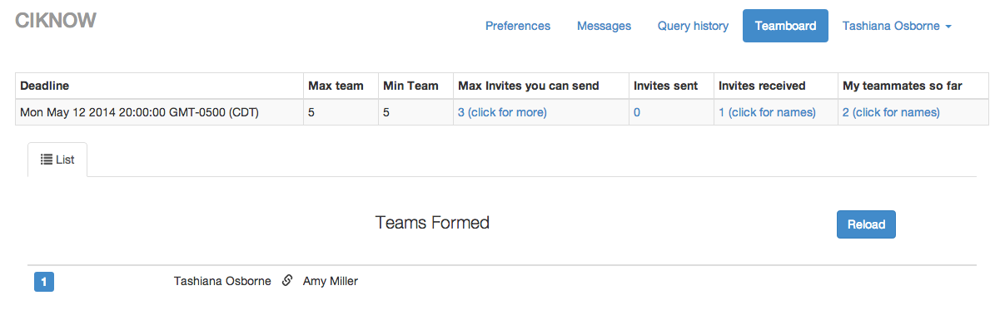 CIKNOW
Preferences Messages Query history Teamboard Tashiana Osborne
Deadline Max team Min Team Max Invites you can send Invites sent Invites received My teammates so far
Mon May 12 2014 20:00:00 GMT-0500 (CDT) 5 5 3 (click for more) 0 1 (click for names) 2 (click for names)
List
Teams Formed Reload
1 Tashiana Osborne Amy Miller